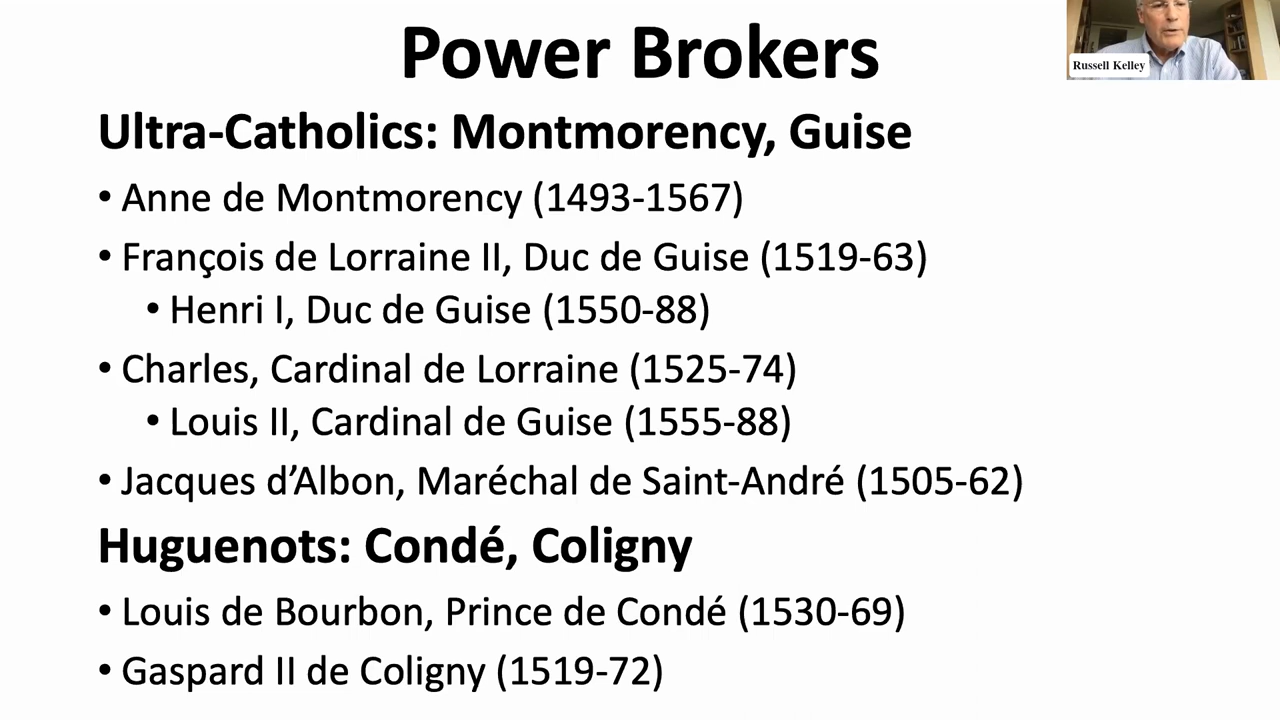 Power Brokers
Russell Kelley
Ultra-Catholics: Montmorency, Guise
• Anne de Montmorency (1493-1567)
• François de Lorraine II, Duc de Guise (1519-63)
• Henri I, Duc de Guise (1550-88)
• Charles, Cardinal de Lorraine (1525-74)
• Louis II, Cardinal de Guise (1555-88)
• Jacques d’Albon, Maréchal de Saint-André (1505-62)
Huguenots: Condé, Coligny
• Louis de Bourbon, Prince de Condé (1530-69)
• Gaspard II de Coligny (1519-72)